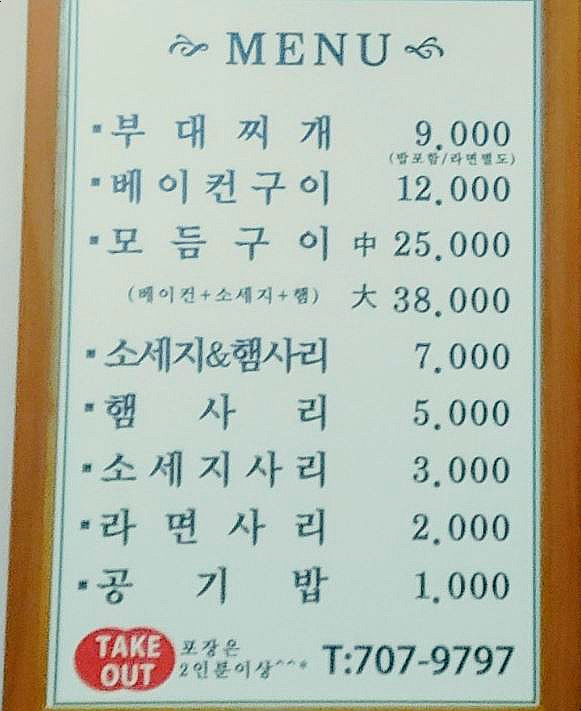 MENU
부대찌개 9.000
(밥포함/라면별도)
베이컨구이 12.000
모듬구이 中 25.000
(베이컨+소세지+햄) 大 38.000
소세지&햄사리 7.000
햄사리 5.000
소세지사리 3.000
라면사리 2.000
공기밥 1.000
TAKE OUT 포장은 2인분이상^^* T:707-9797